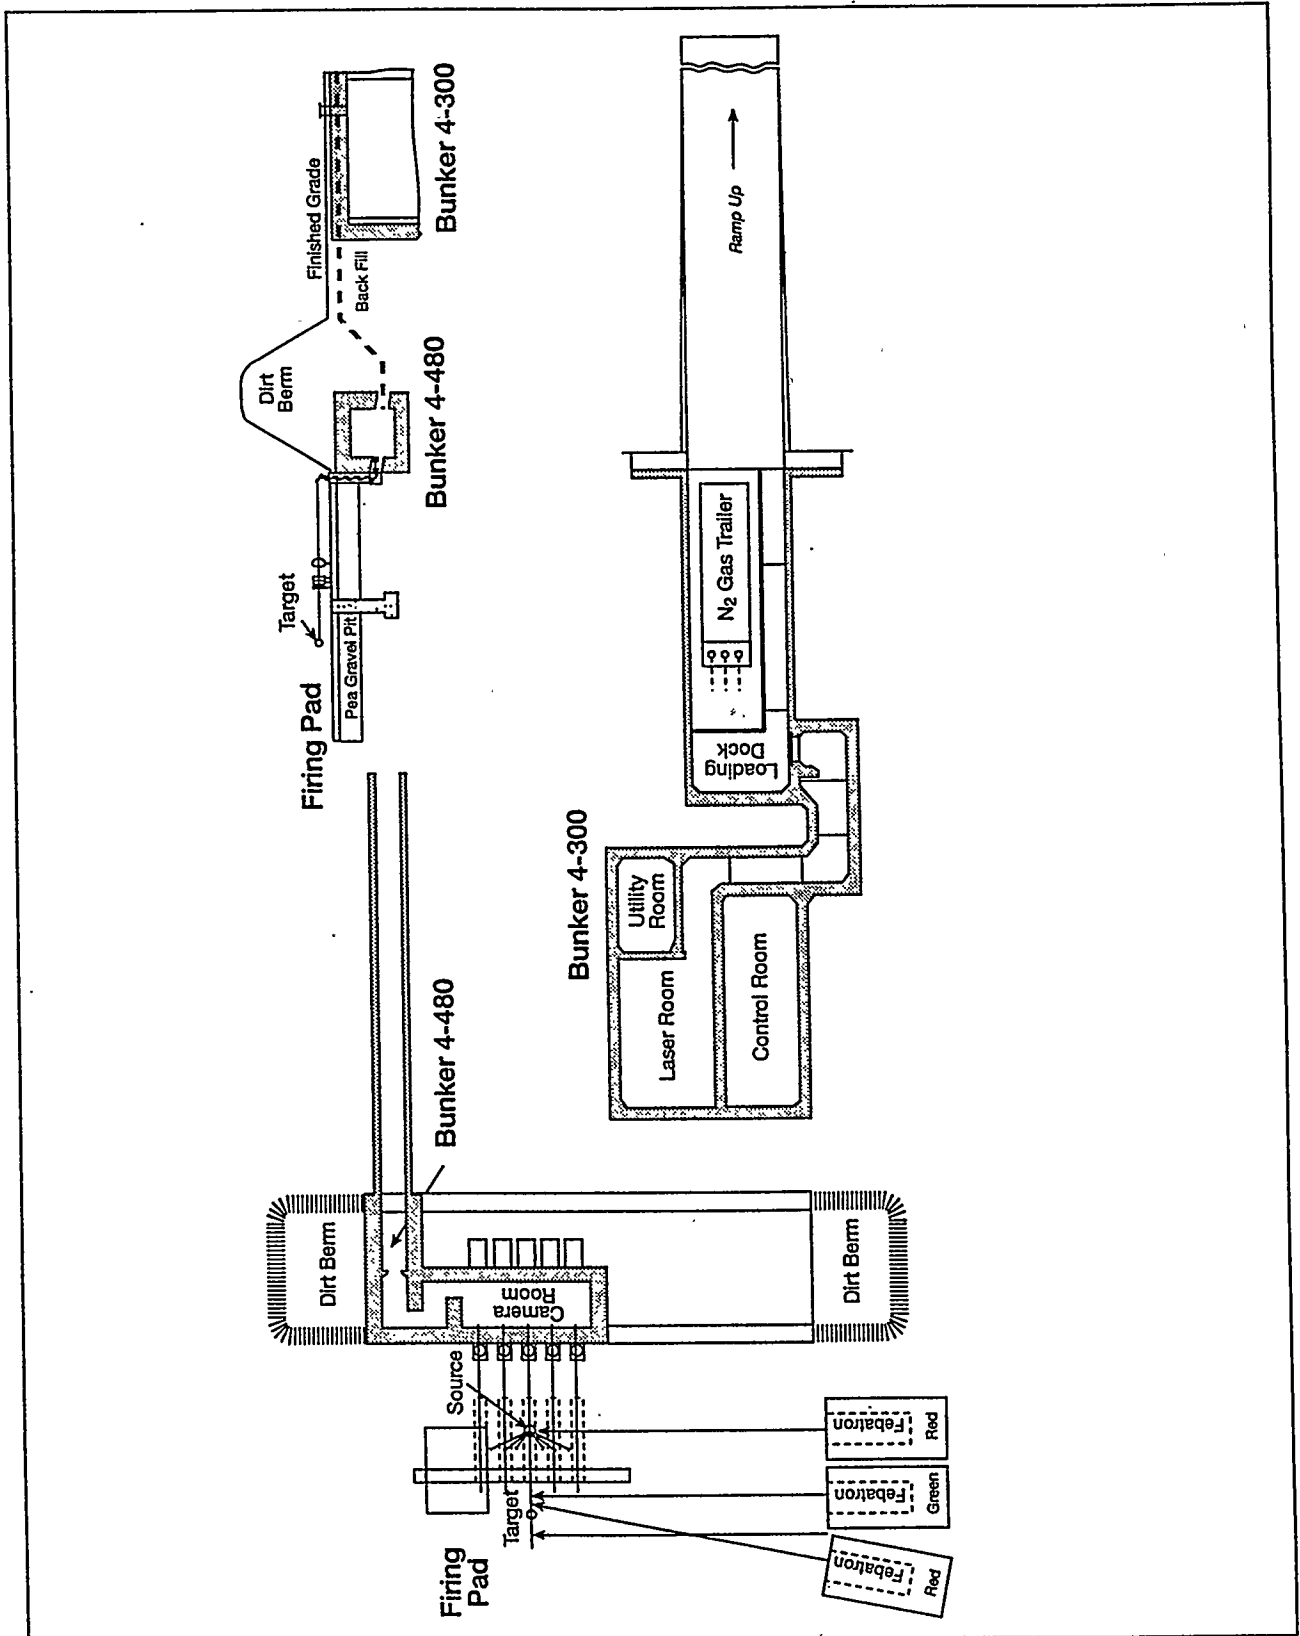 Firing Pad
Target
Pea Gravel Pit
Dirt
Berm
Bunker 4-480
Finished Grade
Back Fill
Bunker 4-300
Bunker 4-300
Utility
Room
Laser Room
Control Room
Loading
Dock
N2 Gas Trailer
Ramp Up
Firing
Pad
Target
Source
Dirt Berm
Camera
Room
Bunker 4-480
Dirt Berm
Febatron
Red
Febatron
Green
Febatron
Red